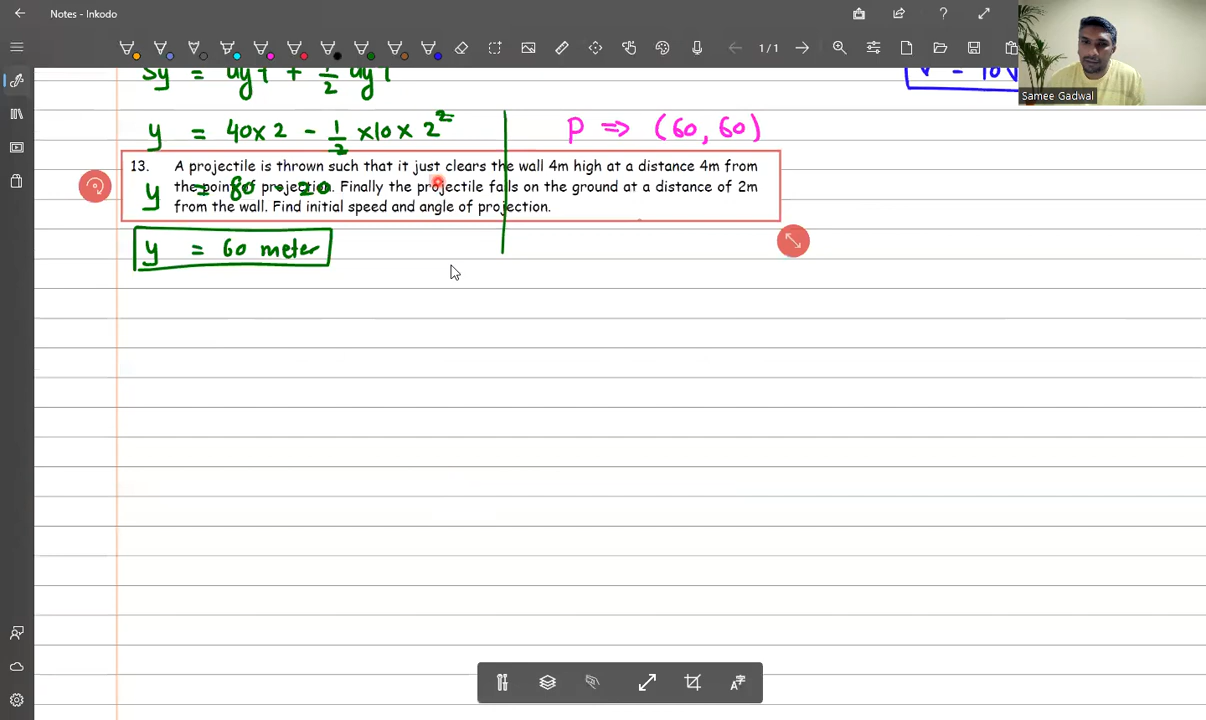 Notes - Inkodo
1/1
Samee Gadwal
y = 40×2 - 1/2 ×10× 2²
P ⇒ (60, 60)
13. A projectile is thrown such that it just clears the wall 4m high at a distance 4m from
the point of projection. Finally the projectile falls on the ground at a distance of 2m
from the wall. Find initial speed and angle of projection.
y = 80 - 20
y = 60 meter